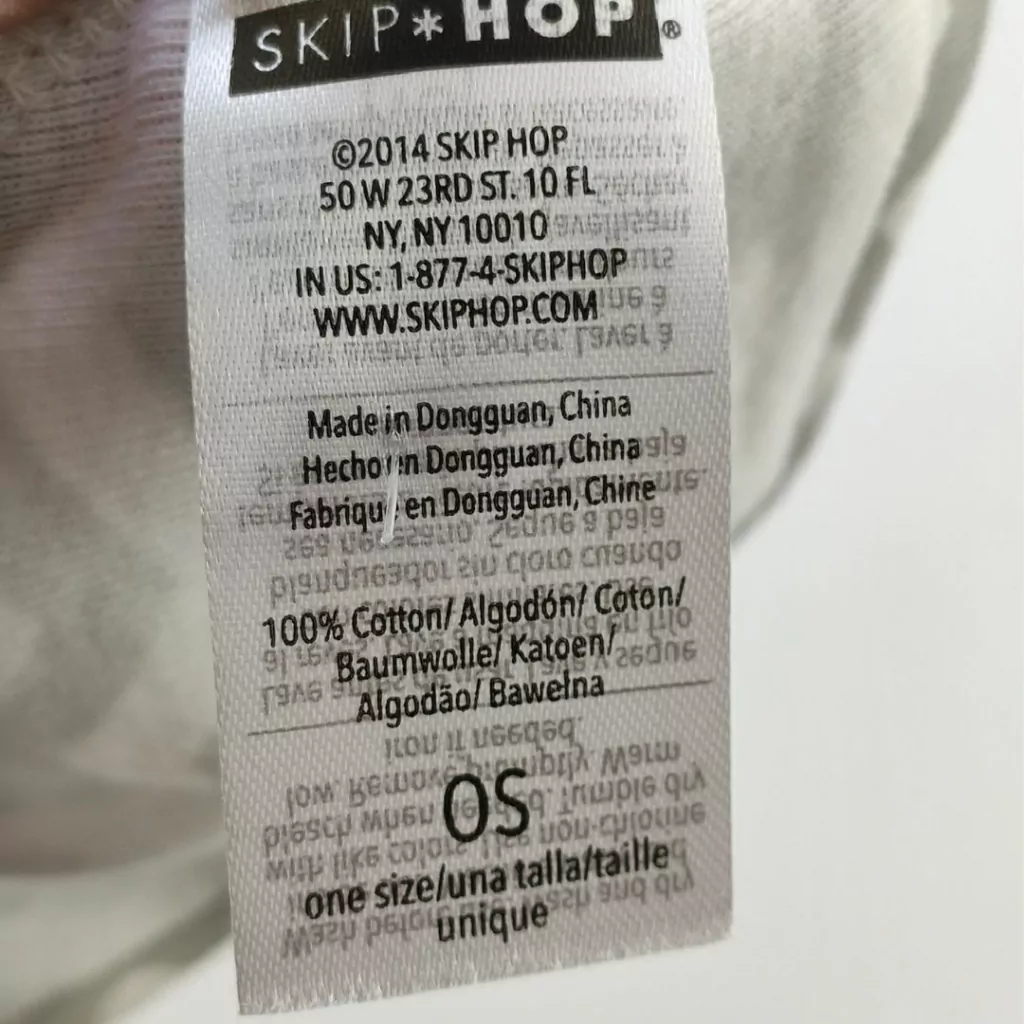 SKIP*HOP®
©2014 SKIP HOP
50 W 23RD ST. 10 FL
NY, NY 10010
IN US: 1-877-4-SKIPHOP
WWW.SKIPHOP.COM
Made in Dongguan, China
Hecho in Dongguan, China
Fabriqu en Dongguan, Chine
100% Cotton/ Algodón/ Coton/
Baumwolle/ Katoen/
Algodão/ Bawełna
OS
one size/una talla/taille
unique